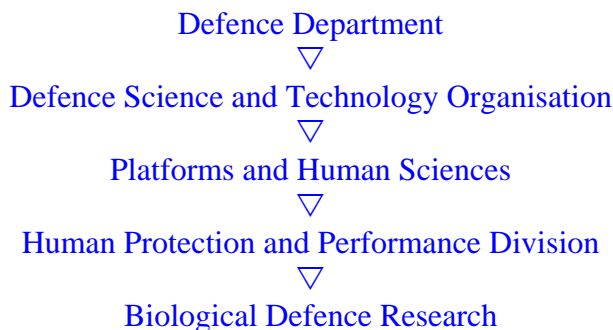 Defence Department
▽
Defence Science and Technology Organisation
▽
Platforms and Human Sciences
▽
Human Protection and Performance Division
▽
Biological Defence Research